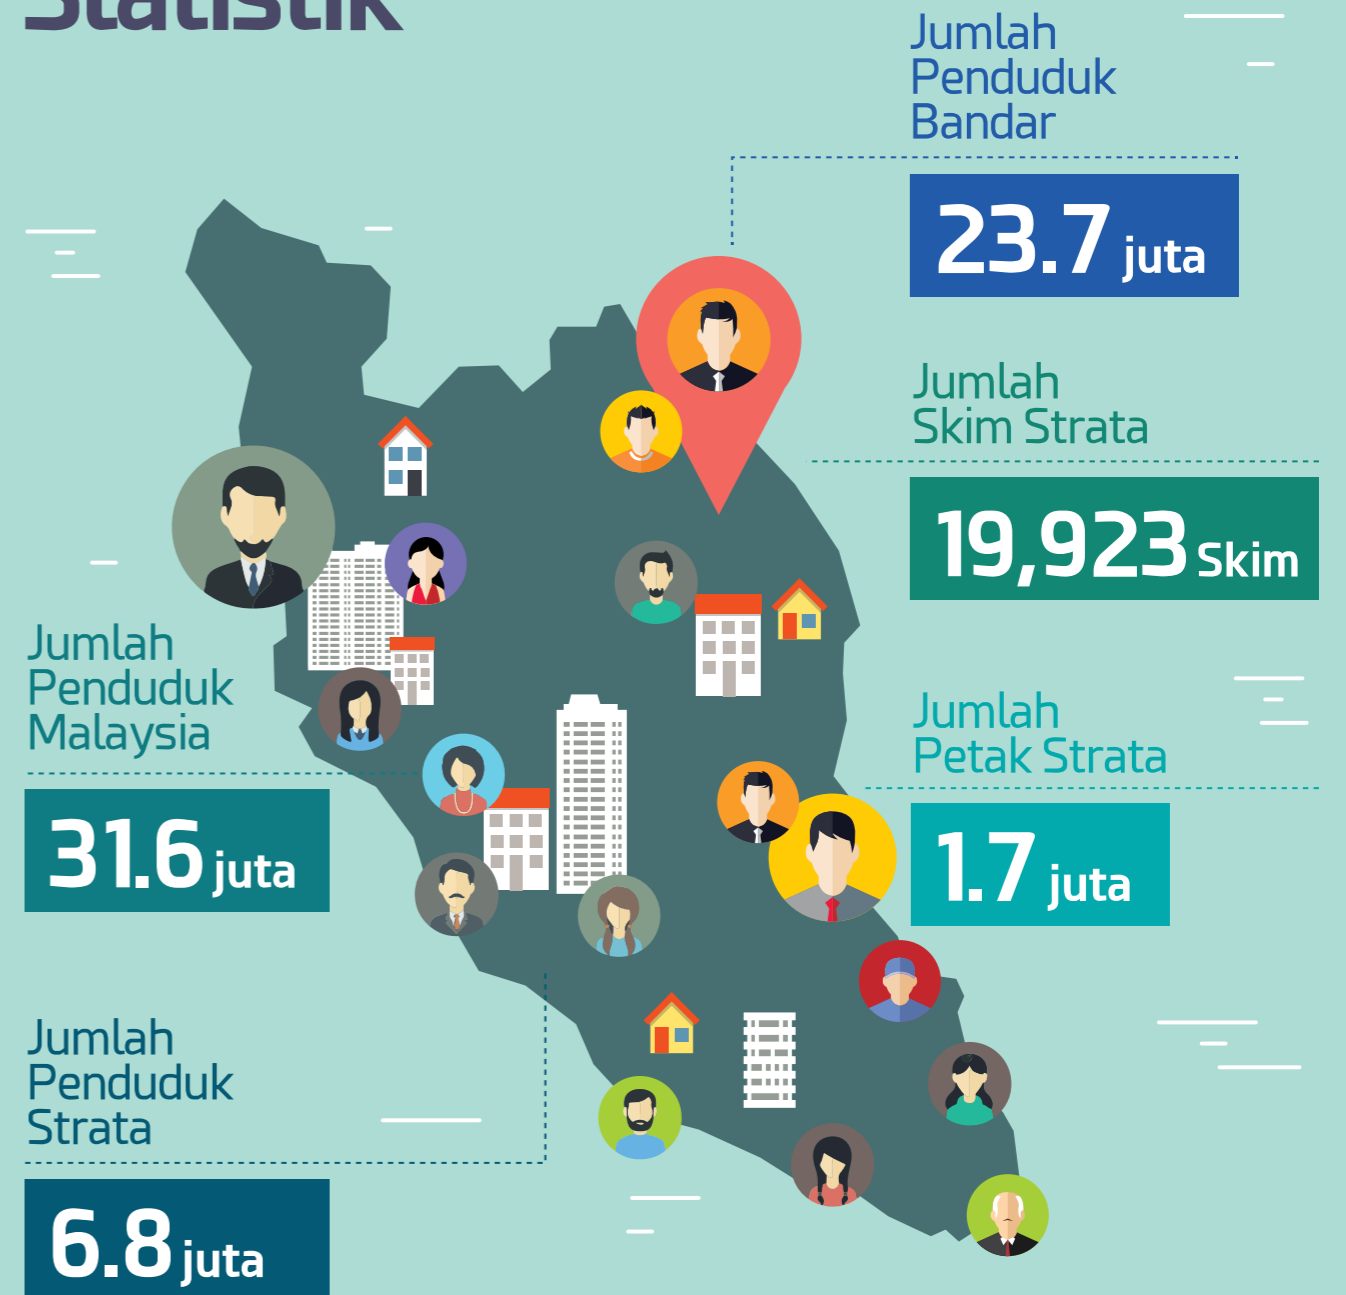 Statistik
Jumlah
Penduduk
Bandar
23.7 juta
Jumlah
Skim Strata
19,923 Skim
Jumlah
Penduduk
Malaysia
31.6 juta
Jumlah
Petak Strata
1.7 juta
Jumlah
Penduduk
Strata
6.8 juta